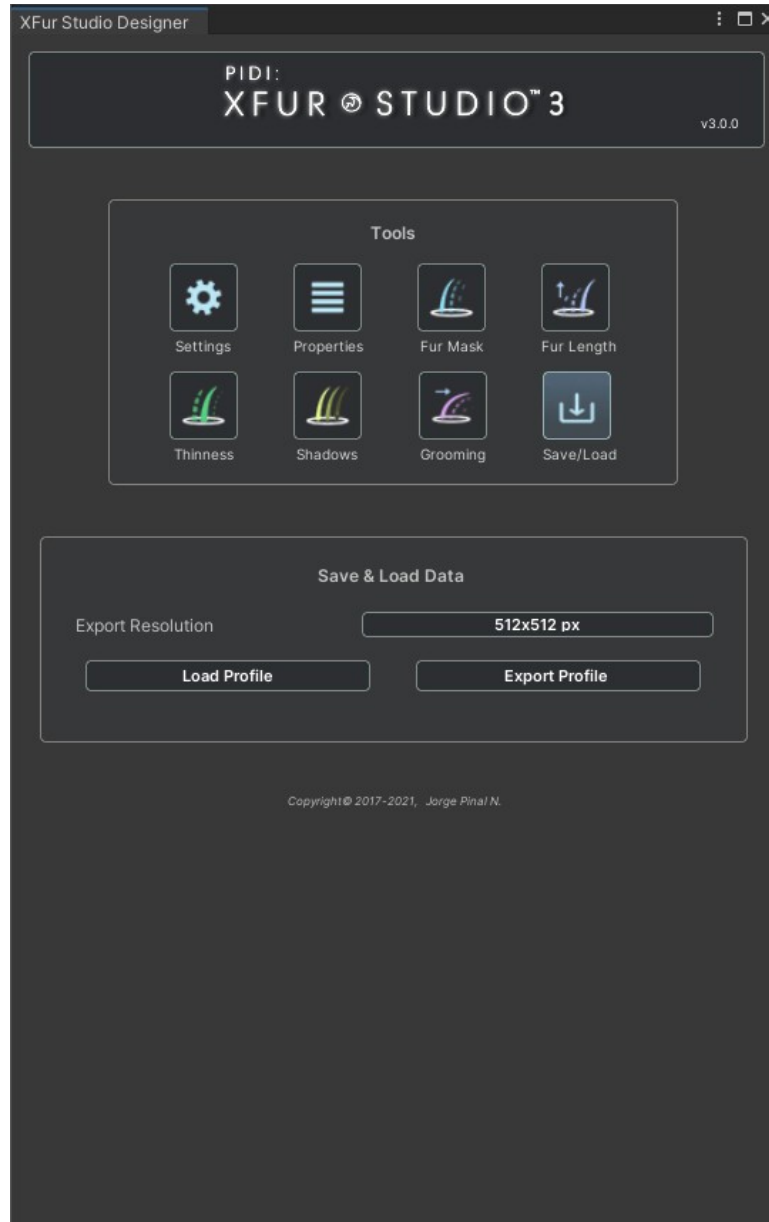 XFur Studio Designer
PIDI:
XFUR STUDIO™ 3
v3.0.0
Tools
Settings Properties Fur Mask Fur Length
Thinness Shadows Grooming Save/Load
Save & Load Data
Export Resolution 512x512 px
Load Profile Export Profile
Copyright© 2017-2021, Jorge Pinal N.